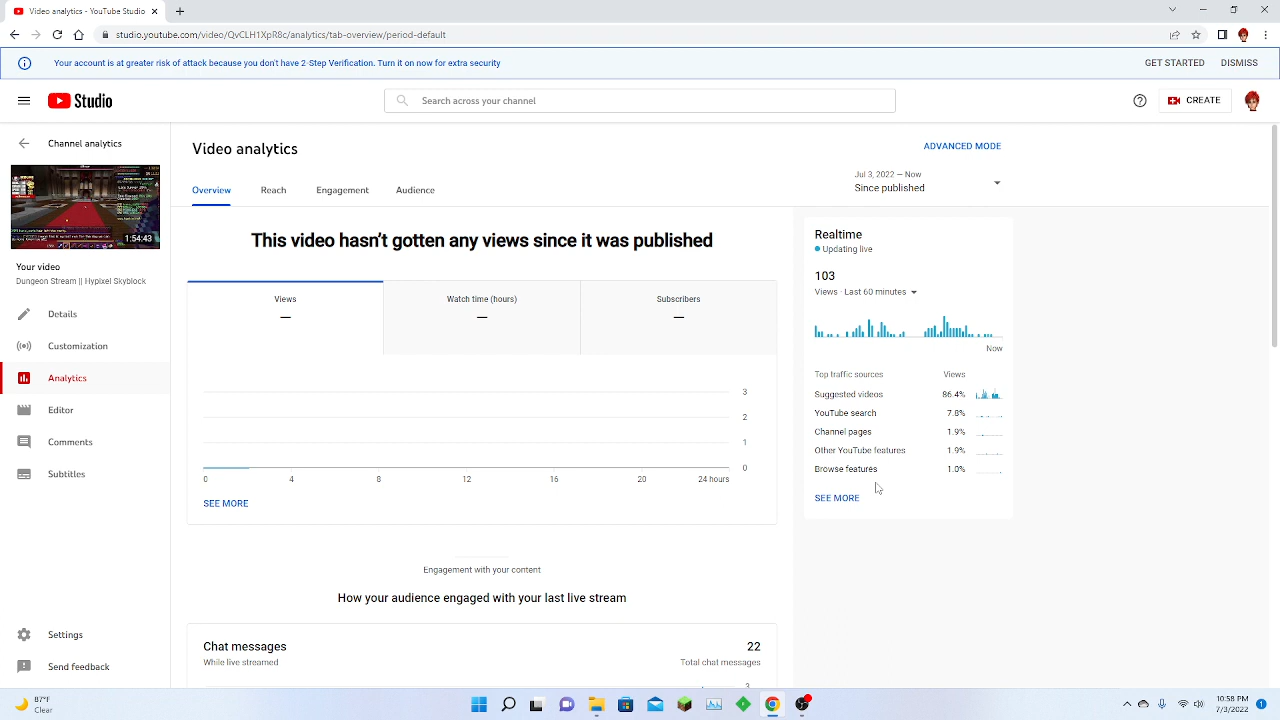 Video analytics - YouTube Studio
studio.youtube.com/video/QvCLH1XpR8c/analytics/tab-overview/period-default
Your account is at greater risk of attack because you don't have 2-Step Verification. Turn it on now for extra security
GET STARTED
DISMISS
Studio
Search across your channel
CREATE
Channel analytics
1:54:43
Your video
Dungeon Stream || Hypixel Skyblock
Details
Customization
Analytics
Editor
Comments
Subtitles
Settings
Send feedback
Video analytics
ADVANCED MODE
Overview Reach Engagement Audience
Jul 3, 2022 – Now
Since published
This video hasn't gotten any views since it was published
Views
—
Watch time (hours)
—
Subscribers
—
3
2
1
0
0 4 8 12 16 20 24 hours
SEE MORE
Engagement with your content
How your audience engaged with your last live stream
Chat messages 22
While live streamed Total chat messages
3
Realtime
Updating live
103
Views · Last 60 minutes
Now
Top traffic sources Views
Suggested videos 86.4%
YouTube search 7.8%
Channel pages 1.9%
Other YouTube features 1.9%
Browse features 1.0%
SEE MORE
82°F
Clear
10:58 PM
7/3/2022
1